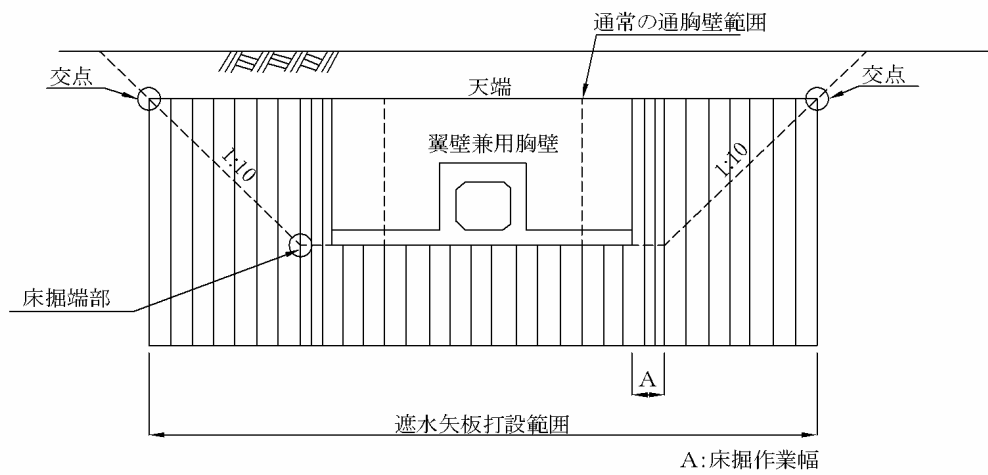 通常の通胸壁範囲
交点
天端
交点
翼壁兼用胸壁
1:10
1:10
床掘端部
A
遮水矢板打設範囲
A:床掘作業幅